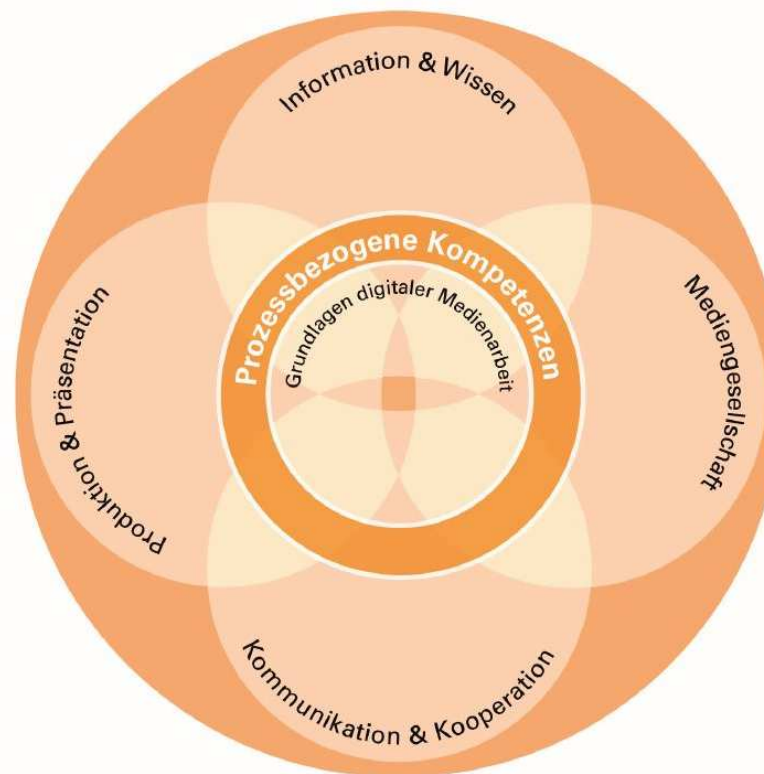 Information & Wissen
Prozessbezogene Kompetenzen
Grundlagen digitaler Medienarbeit
Produktion & Präsentation
Mediengesellschaft
Kommunikation & Kooperation